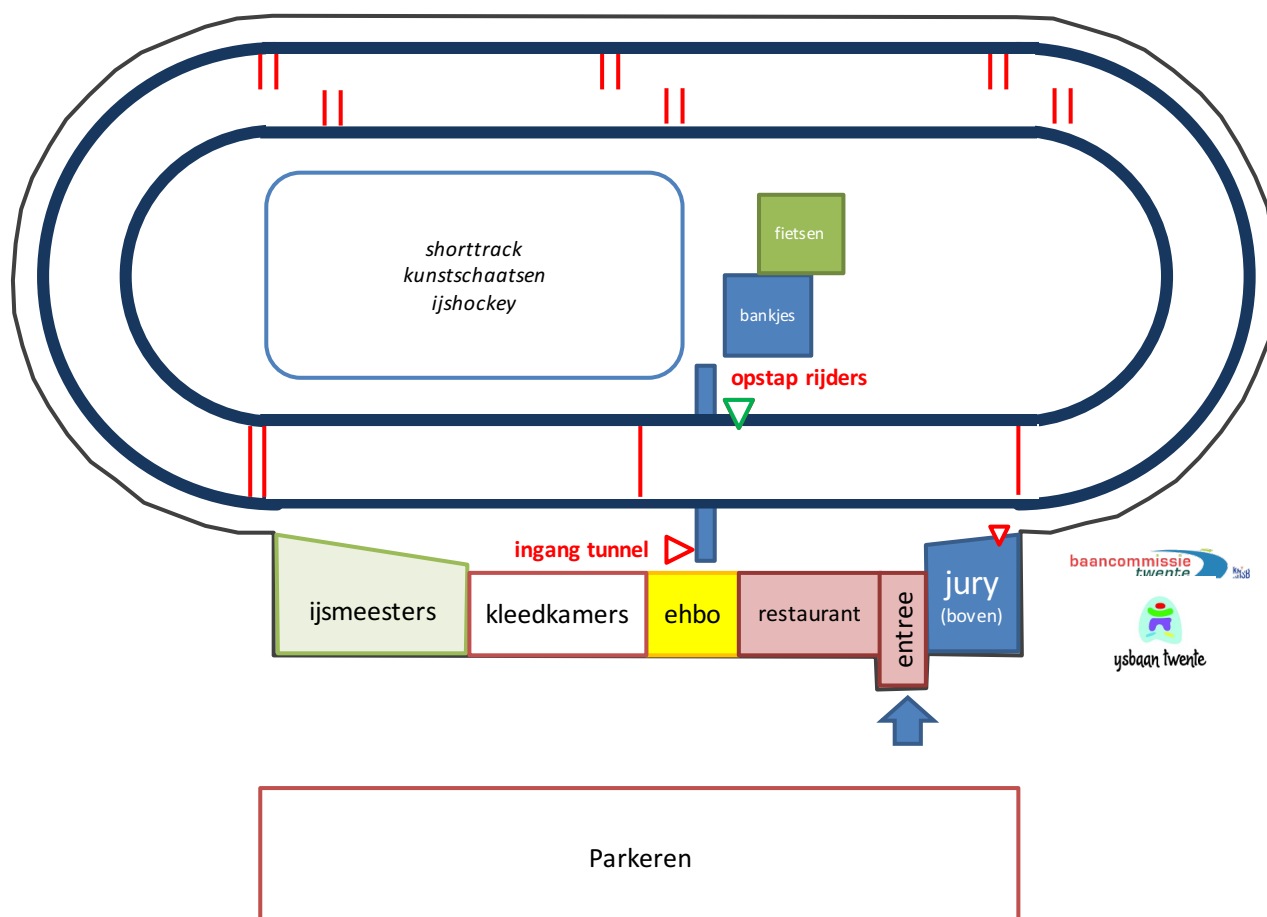 shorttrack
kunstschaatsen
ijshockey
fietsen
bankjes
opstap rijders
ingang tunnel
ijsmeesters
kleedkamers
ehbo
restaurant
entree
jury
(boven)
baancommissie
twente
ysbaan twente
Parkeren